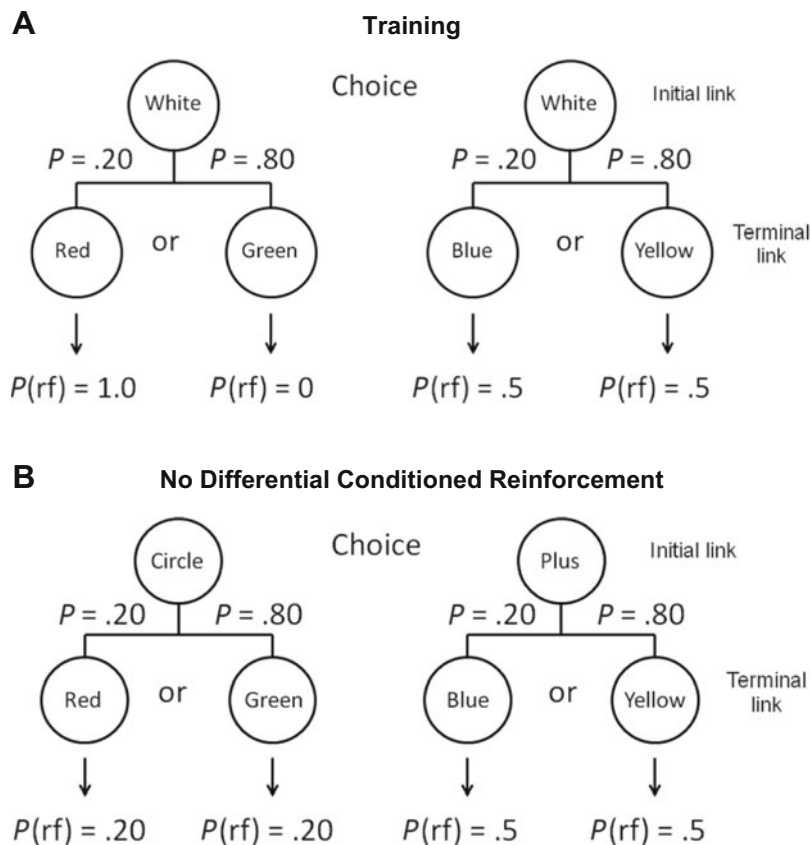 A Training
White Choice White Initial link
P = .20 P = .80 P = .20 P = .80
Red or Green Blue or Yellow Terminal link
P(rf) = 1.0 P(rf) = 0 P(rf) = .5 P(rf) = .5
B No Differential Conditioned Reinforcement
Circle Choice Plus Initial link
P = .20 P = .80 P = .20 P = .80
Red or Green Blue or Yellow Terminal link
P(rf) = .20 P(rf) = .20 P(rf) = .5 P(rf) = .5